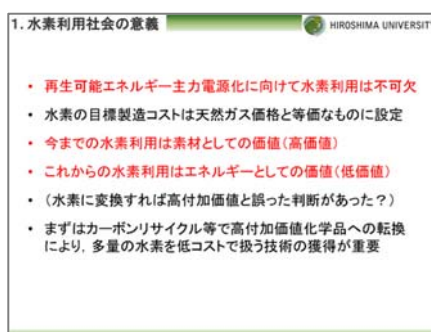 1. 水素利用社会の意義
HIROSHIMA UNIVERSITY
• 再生可能エネルギー主力電源化に向けて水素利用は不可欠
• 水素の目標製造コストは天然ガス価格と等価なものに設定
• 今までの水素利用は素材としての価値(高価値)
• これからの水素利用はエネルギーとしての価値(低価値)
• (水素に変換すれば高付加価値と誤った判断があった?)
• まずはカーボンリサイクル等で高付加価値化学品への転換
により, 多量の水素を低コストで扱う技術の獲得が重要